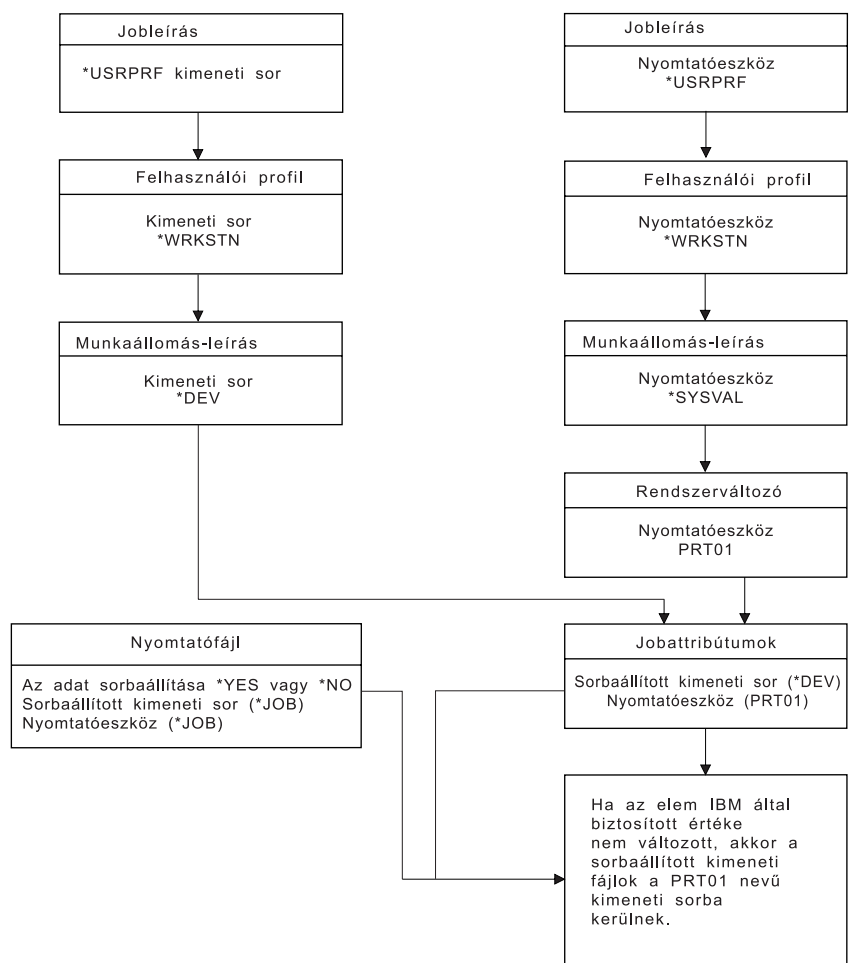 Jobleírás
*USRPRF kimeneti sor
Felhasználói profil
Kimeneti sor
*WRKSTN
Munkaállomás-leírás
Kimeneti sor
*DEV
Jobleírás
Nyomtatóeszköz
*USRPRF
Felhasználói profil
Nyomtatóeszköz
*WRKSTN
Munkaállomás-leírás
Nyomtatóeszköz
*SYSVAL
Rendszerváltozó
Nyomtatóeszköz
PRT01
Nyomtatófájl
Az adat sorbaállítása *YES vagy *NO
Sorbaállított kimeneti sor (*JOB)
Nyomtatóeszköz (*JOB)
Jobattribútumok
Sorbaállított kimeneti sor (*DEV)
Nyomtatóeszköz (PRT01)
Ha az elem IBM által
biztosított értéke
nem változott, akkor a
sorbaállított kimeneti
fájlok a PRT01 nevű
kimeneti sorba
kerülnek.